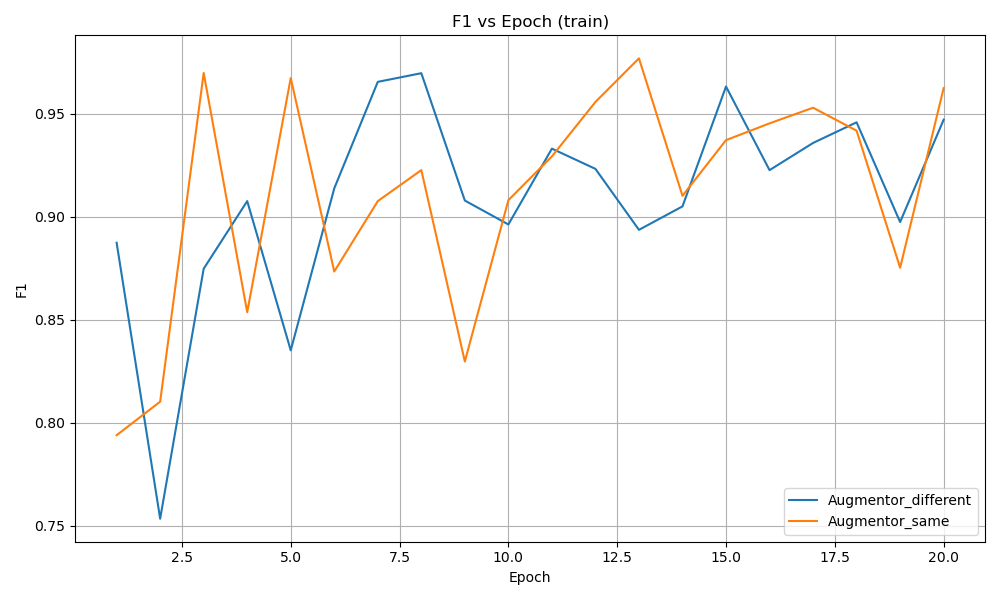 F1 vs Epoch (train)
0.95
0.90
0.85
0.80
0.75
F1
2.5 5.0 7.5 10.0 12.5 15.0 17.5 20.0
Epoch
Augmentor_different
Augmentor_same